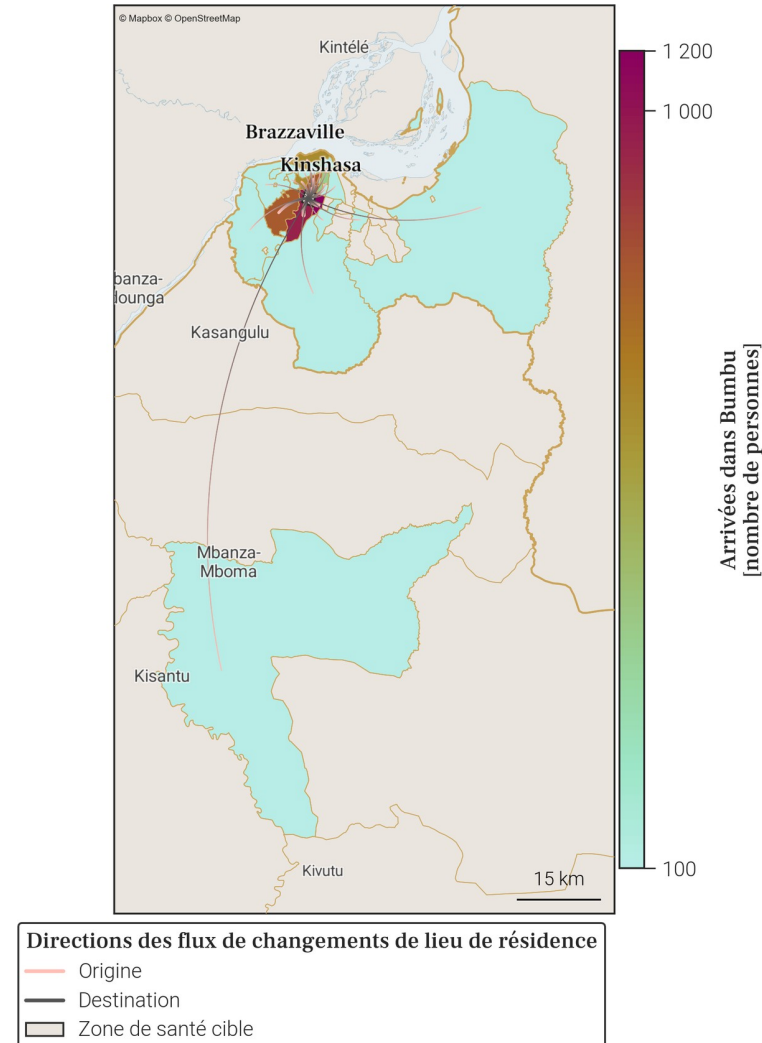 © Mapbox © OpenStreetMap
Kintélé
Brazzaville
Kinshasa
banza-
Kasangulu
Mbanza-
Mboma
Kisantu
Kivutu
15 km
1 200
1 000
100
Arrivées dans Bumbu
[nombre de personnes]
Directions des flux de changements de lieu de résidence
Origine
Destination
Zone de santé cible